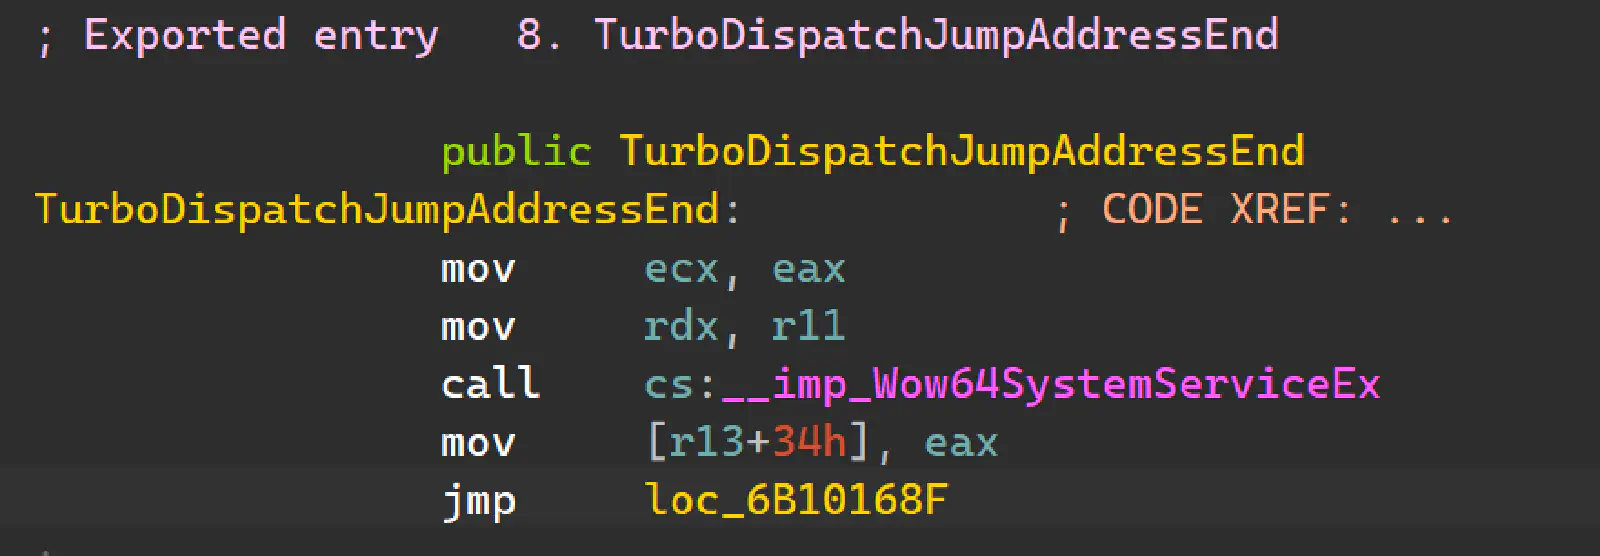 ; Exported entry   8. TurboDispatchJumpAddressEnd
public TurboDispatchJumpAddressEnd
TurboDispatchJumpAddressEnd:                    ; CODE XREF: ...
mov     ecx, eax
mov     rdx, r11
call    cs:__imp_Wow64SystemServiceEx
mov     [r13+34h], eax
jmp     loc_6B10168F